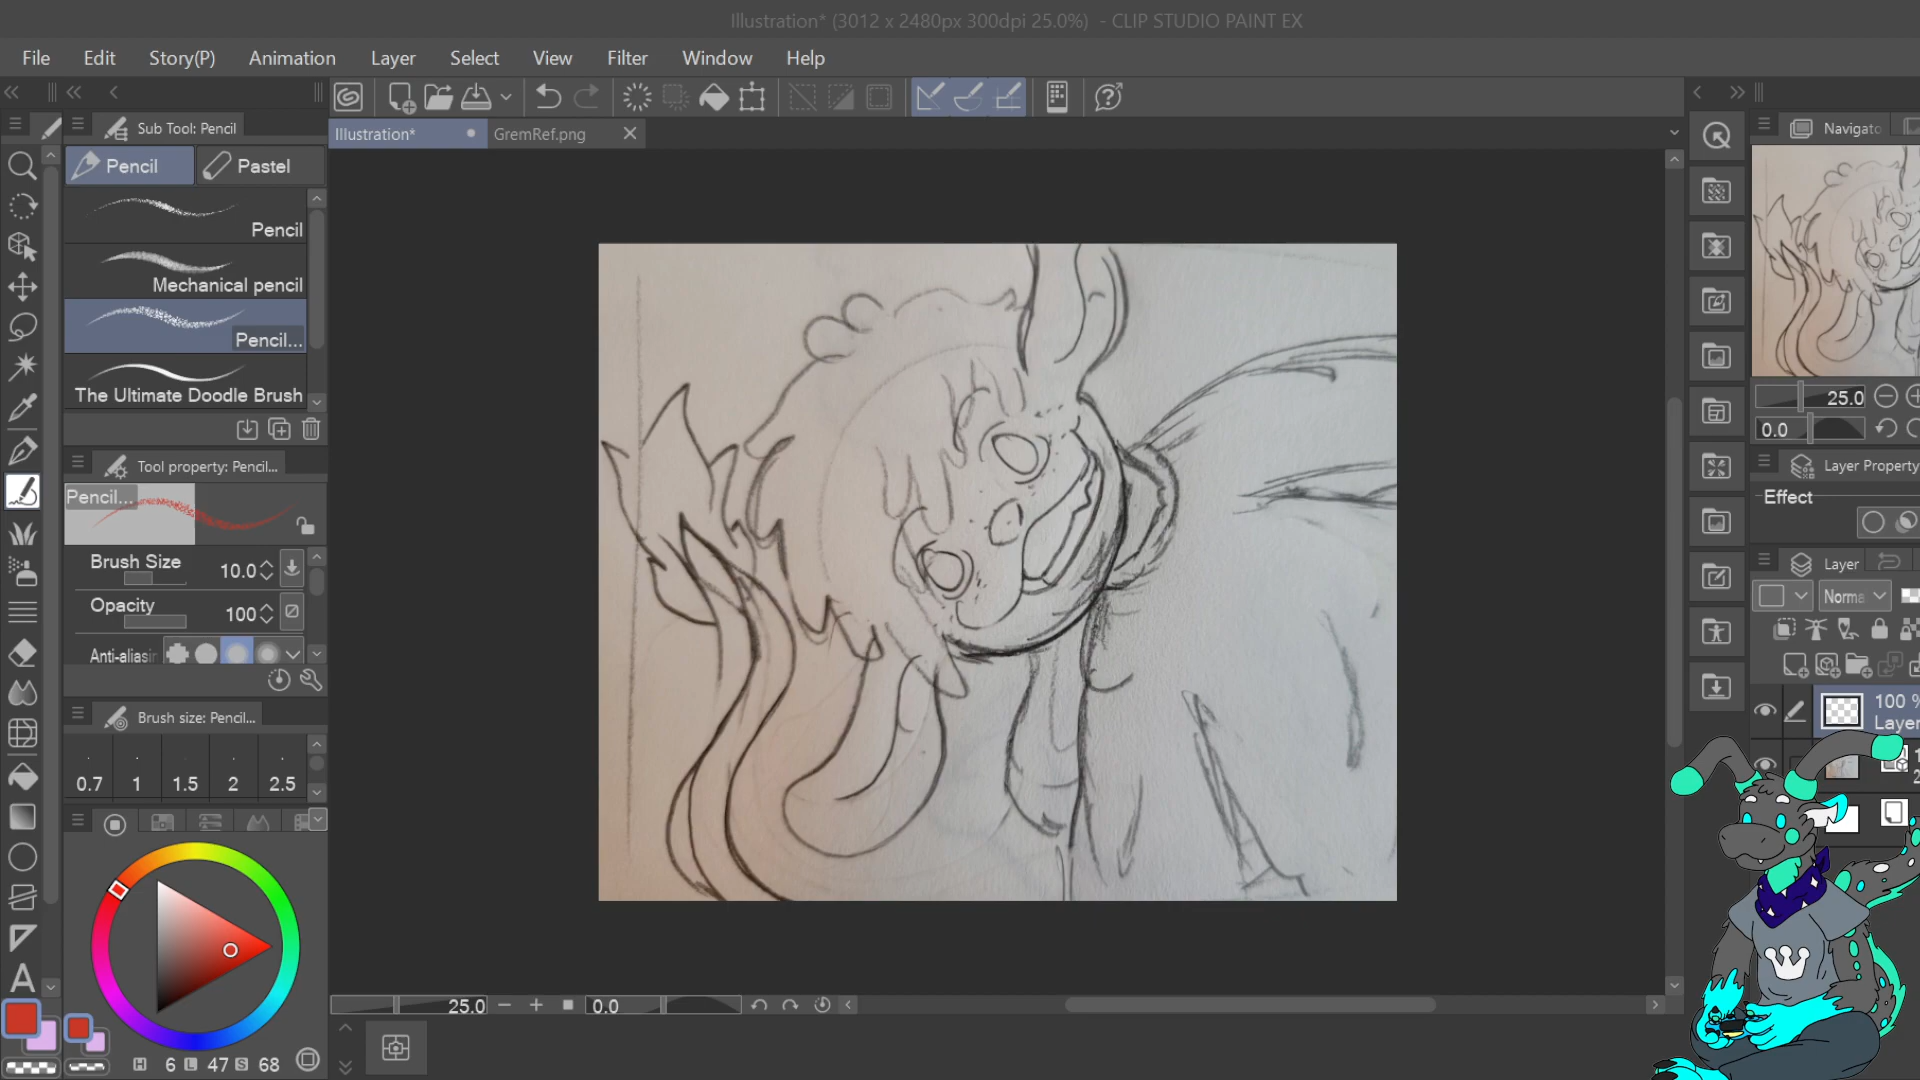 Illustration* (3012 x 2480px 300dpi 25.0%) - CLIP STUDIO PAINT EX
File Edit Story(P) Animation Layer Select View Filter Window Help
Sub Tool: Pencil
Pencil Pastel
Pencil
Mechanical pencil
Pencil...
The Ultimate Doodle Brush
Tool property: Pencil...
Pencil...
Brush Size 10.0
Opacity 100
Anti-aliasin
Brush size: Pencil...
0.7 1 1.5 2 2.5
H 6 L 47 S 68
Illustration* GremRef.png
25.0 0.0
Navigato
25.0
0.0
Layer Property
Effect
Layer
Norma
100 %
Layer